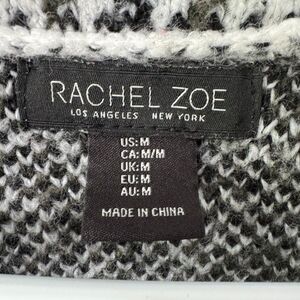 RACHEL ZOE
LOS ANGELES NEW YORK
US: M
CA: M/M
UK: M
EU: M
AU: M
MADE IN CHINA